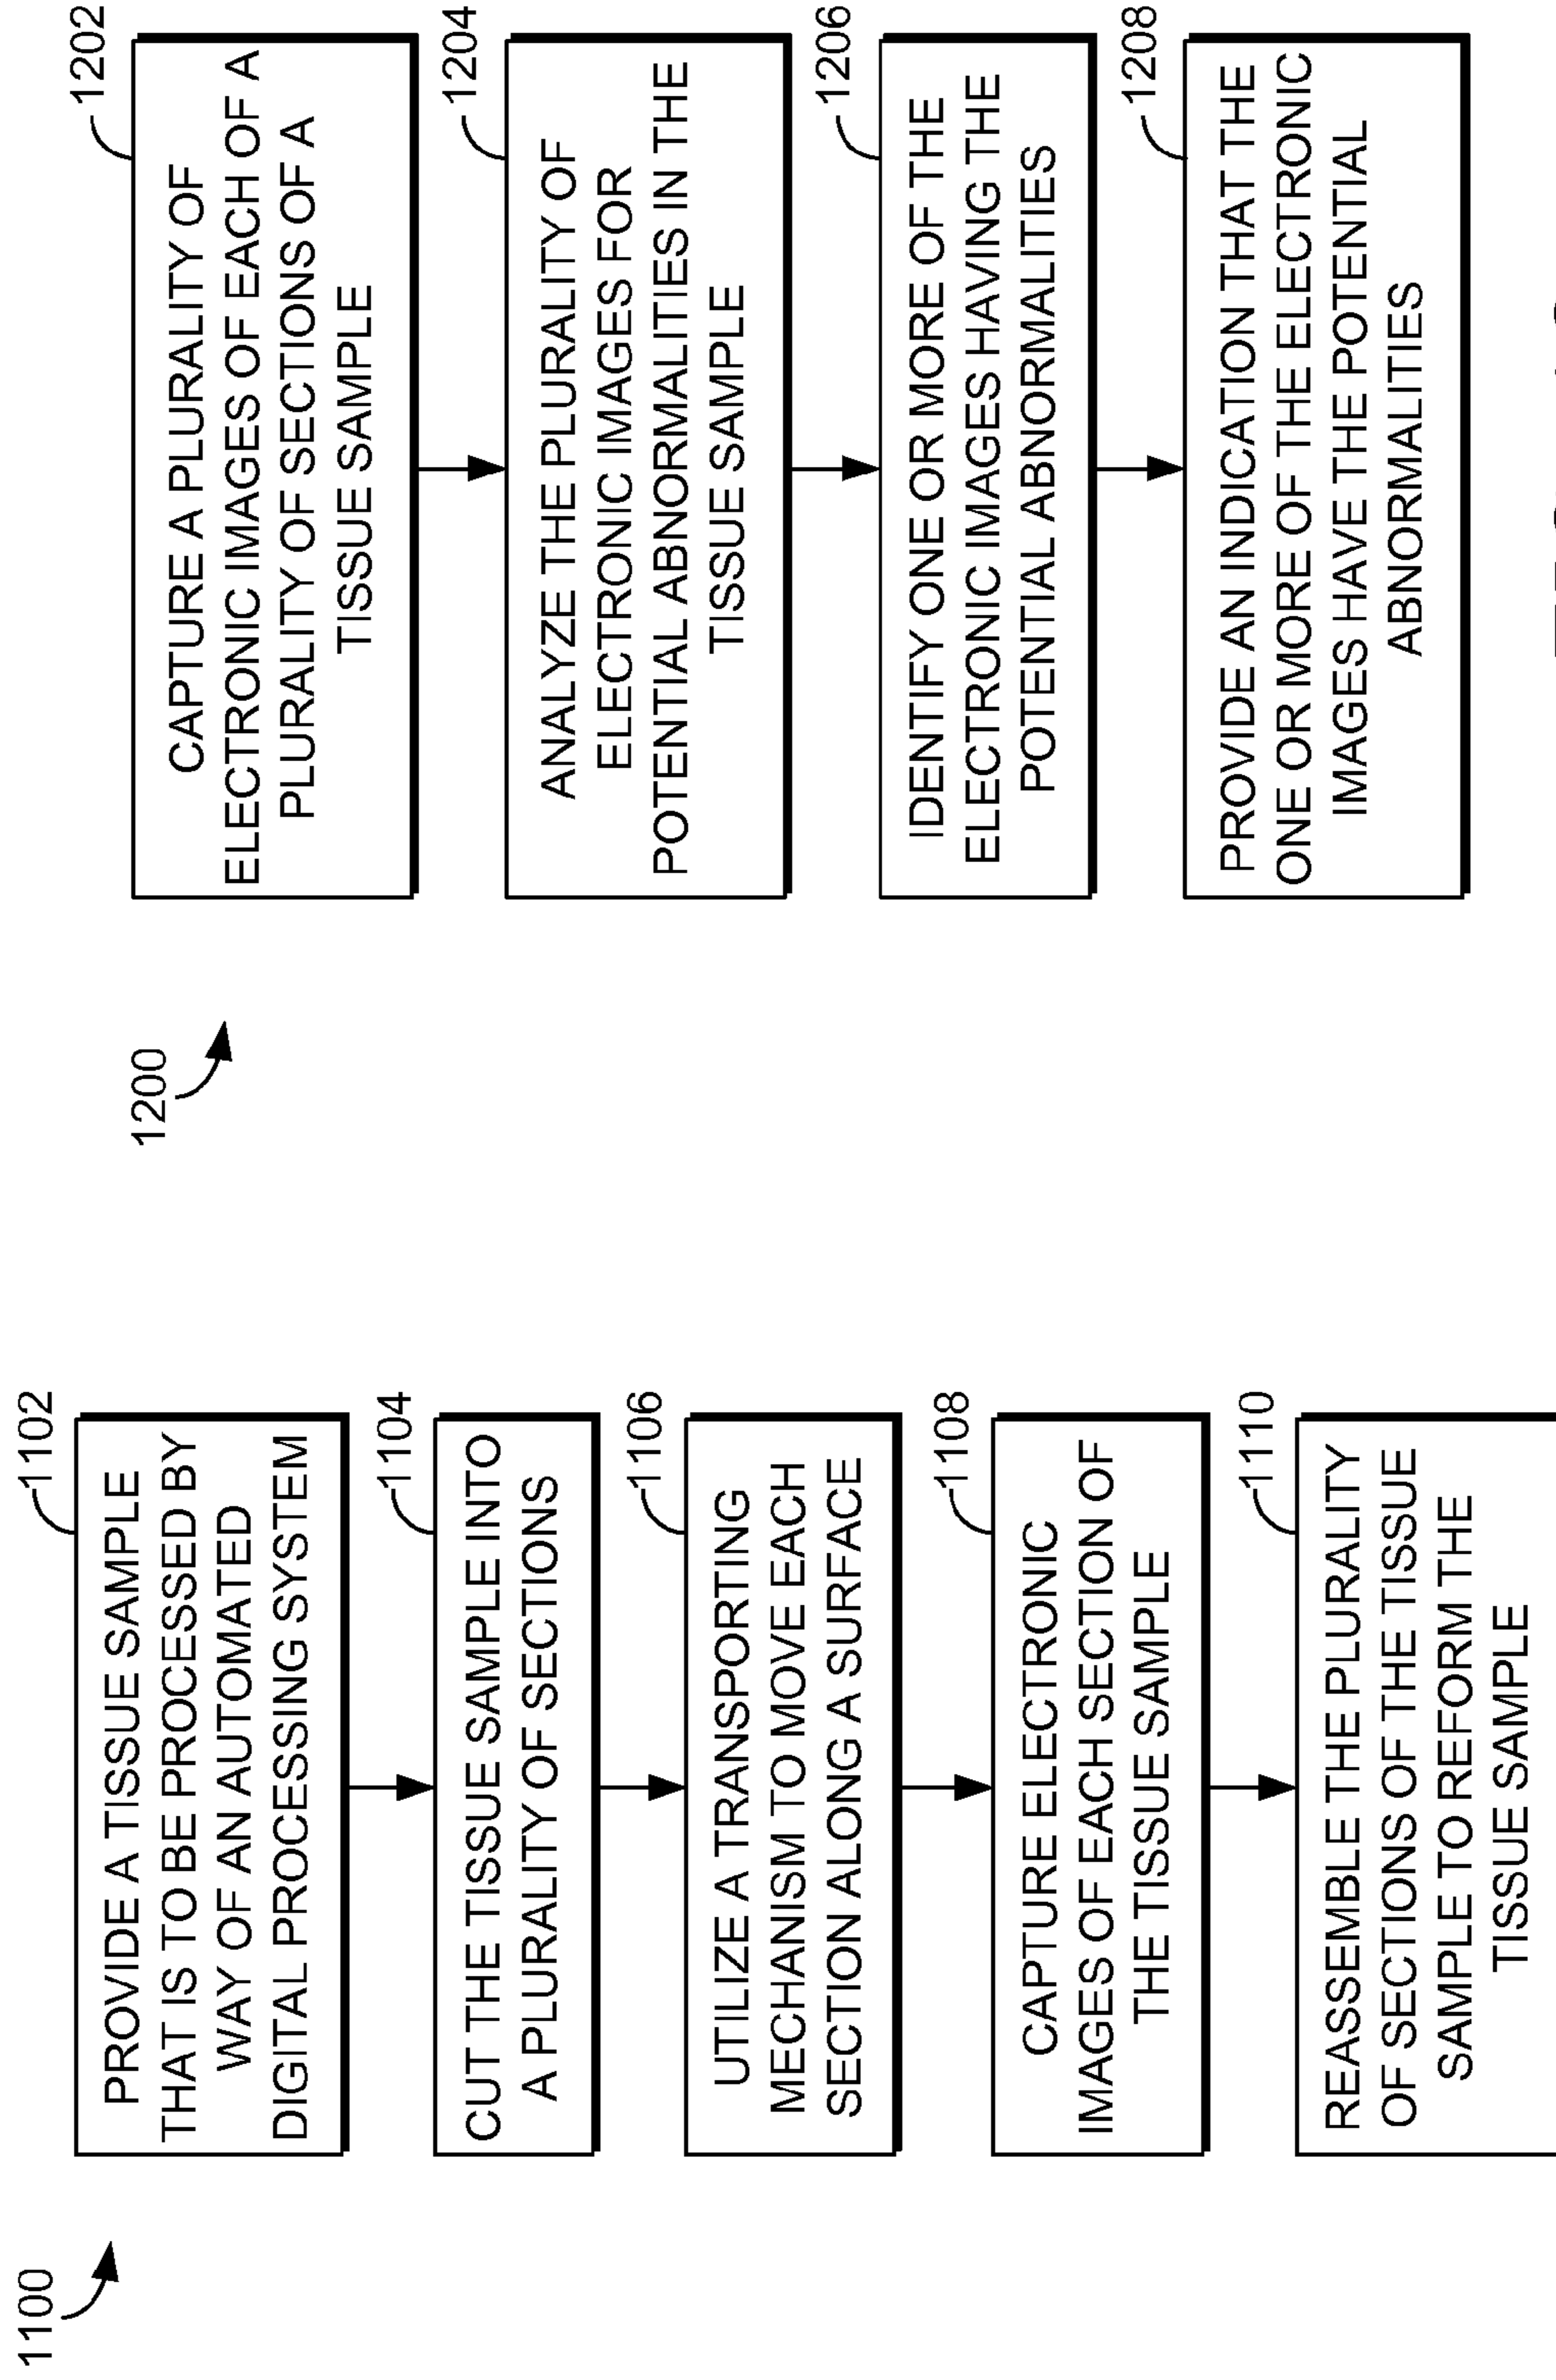 1100
1102
PROVIDE A TISSUE SAMPLE
THAT IS TO BE PROCESSED BY
WAY OF AN AUTOMATED
DIGITAL PROCESSING SYSTEM
1104
CUT THE TISSUE SAMPLE INTO
A PLURALITY OF SECTIONS
1106
UTILIZE A TRANSPORTING
MECHANISM TO MOVE EACH
SECTION ALONG A SURFACE
1108
CAPTURE ELECTRONIC
IMAGES OF EACH SECTION OF
THE TISSUE SAMPLE
1110
REASSEMBLE THE PLURALITY
OF SECTIONS OF THE TISSUE
SAMPLE TO REFORM THE
TISSUE SAMPLE
1200
1202
CAPTURE A PLURALITY OF
ELECTRONIC IMAGES OF EACH OF A
PLURALITY OF SECTIONS OF A
TISSUE SAMPLE
1204
ANALYZE THE PLURALITY OF
ELECTRONIC IMAGES FOR
POTENTIAL ABNORMALITIES IN THE
TISSUE SAMPLE
1206
IDENTIFY ONE OR MORE OF THE
ELECTRONIC IMAGES HAVING THE
POTENTIAL ABNORMALITIES
1208
PROVIDE AN INDICATION THAT THE
ONE OR MORE OF THE ELECTRONIC
IMAGES HAVE THE POTENTIAL
ABNORMALITIES